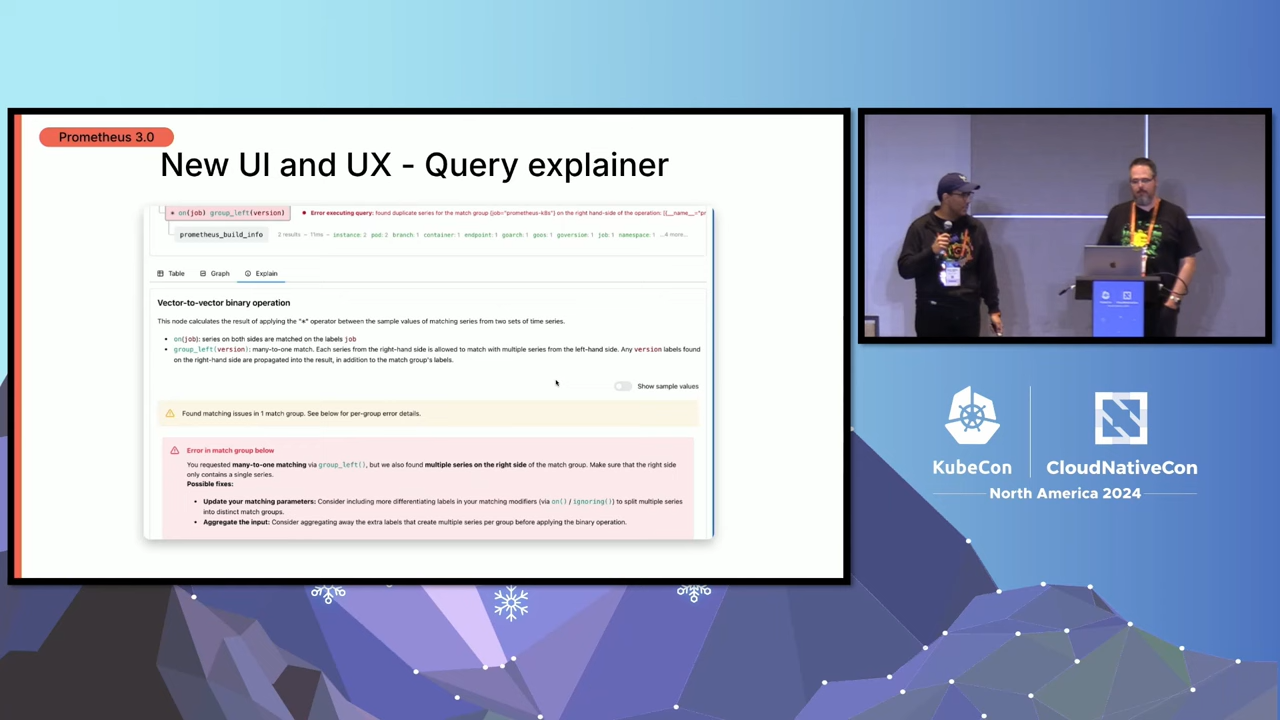 Prometheus 3.0
New UI and UX - Query explainer
* on(job) group_left(version)
Error executing query: found duplicate series for the match group {job="prometheus-k8s"} on the right hand-side of the operation: [{__name__="pr
prometheus_build_info
2 results – 11ms – instance: 2 pod: 2 branch: 1 container: 1 endpoint: 1 goarch: 1 goos: 1 goversion: 1 job: 1 namespace: 1 ...4 more...
Table Graph Explain
Vector-to-vector binary operation
This node calculates the result of applying the "*" operator between the sample values of matching series from two sets of time series.
• on(job): series on both sides are matched on the labels job
• group_left(version): many-to-one match. Each series from the right-hand side is allowed to match with multiple series from the left-hand side. Any version labels found
on the right-hand side are propagated into the result, in addition to the match group's labels.
Show sample values
Found matching issues in 1 match group. See below for per-group error details.
Error in match group below
You requested many-to-one matching via group_left(), but we also found multiple series on the right side of the match group. Make sure that the right side
only contains a single series.
Possible fixes:
• Update your matching parameters: Consider including more differentiating labels in your matching modifiers (via on() / ignoring()) to split multiple series
into distinct match groups.
• Aggregate the input: Consider aggregating away the extra labels that create multiple series per group before applying the binary operation.
KubeCon
CloudNativeCon
North America 2024